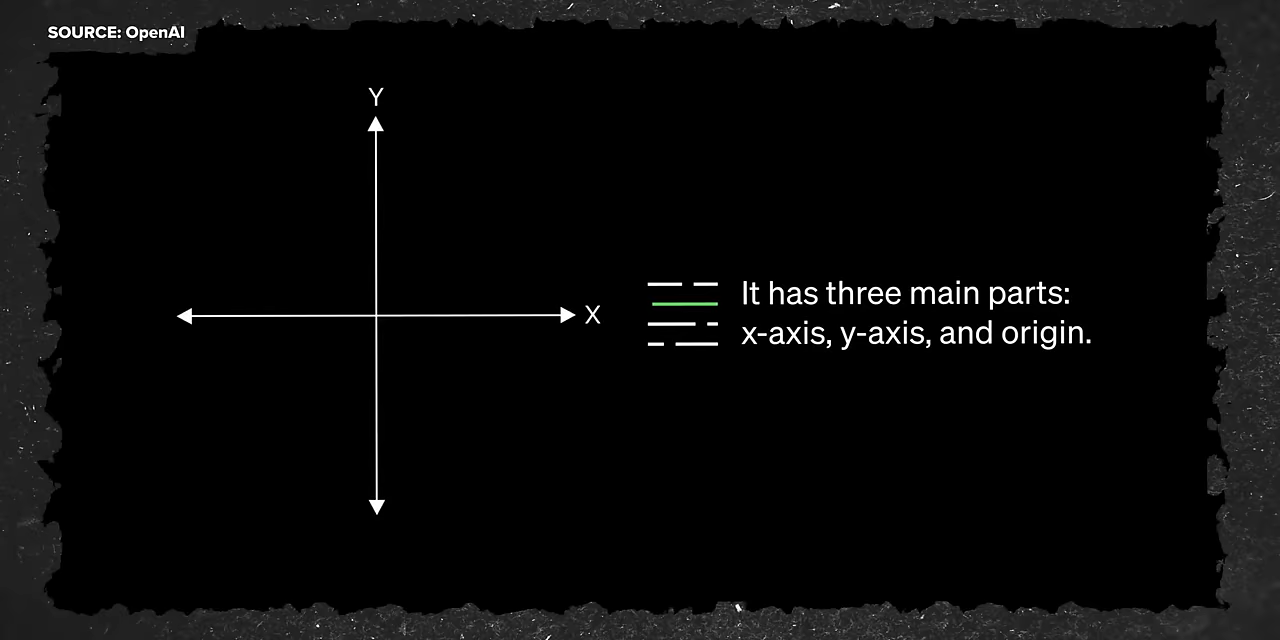 SOURCE: OpenAI
Y
X
It has three main parts:
x-axis, y-axis, and origin.